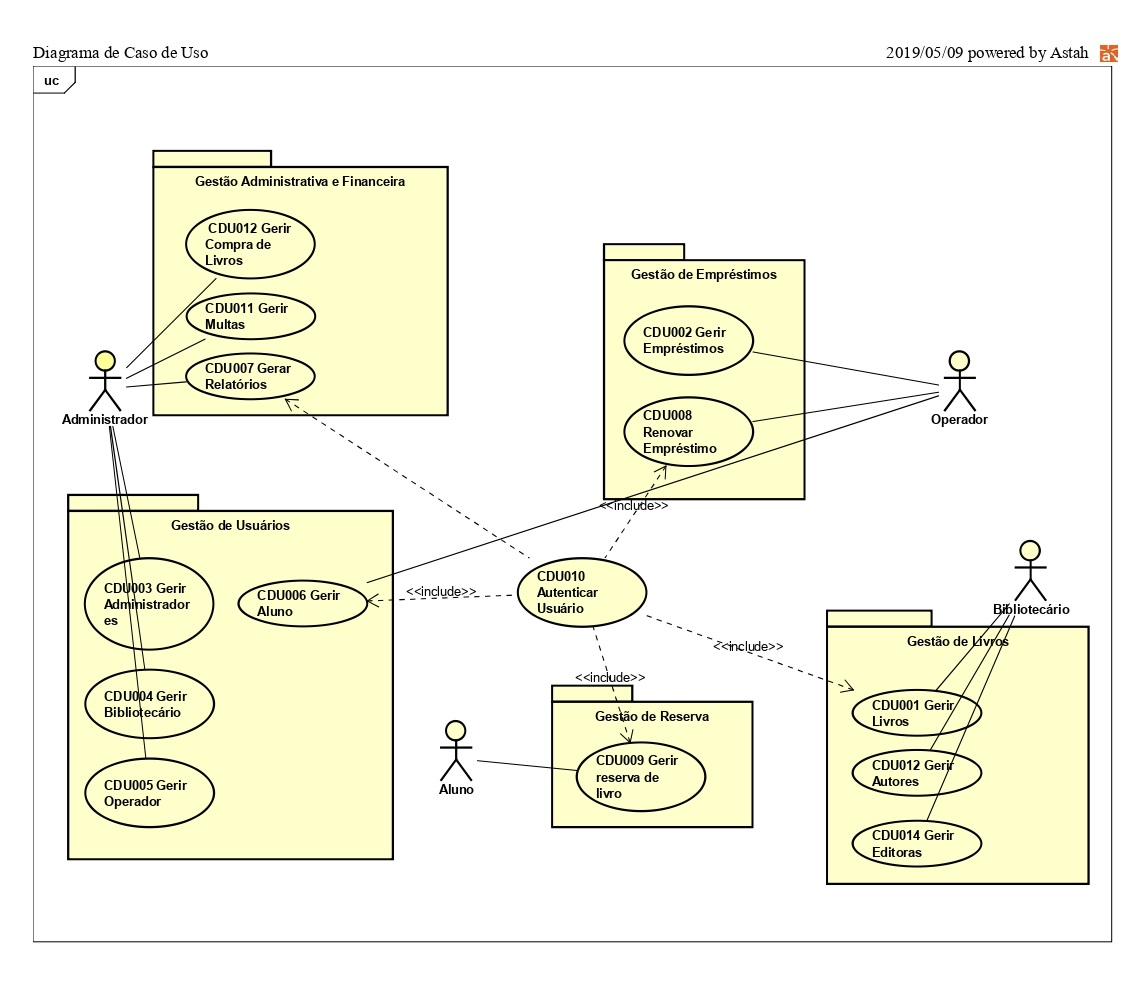 Diagrama de Caso de Uso
2019/05/09 powered by Astah
uc
Gestão Administrativa e Financeira
CDU012 Gerir
Compra de
Livros
CDU011 Gerir
Multas
CDU007 Gerar
Relatórios
Administrador
Gestão de Empréstimos
CDU002 Gerir
Empréstimos
CDU008
Renovar
Empréstimo
Operador
<<include>>
Gestão de Usuários
CDU003 Gerir
Administrador
es
CDU006 Gerir
Aluno
CDU004 Gerir
Bibliotecário
CDU005 Gerir
Operador
<<include>>
CDU010
Autenticar
Usuário
<<include>>
<<include>>
Bibliotecário
Gestão de Livros
CDU001 Gerir
Livros
CDU012 Gerir
Autores
CDU014 Gerir
Editoras
Gestão de Reserva
CDU009 Gerir
reserva de
livro
Aluno